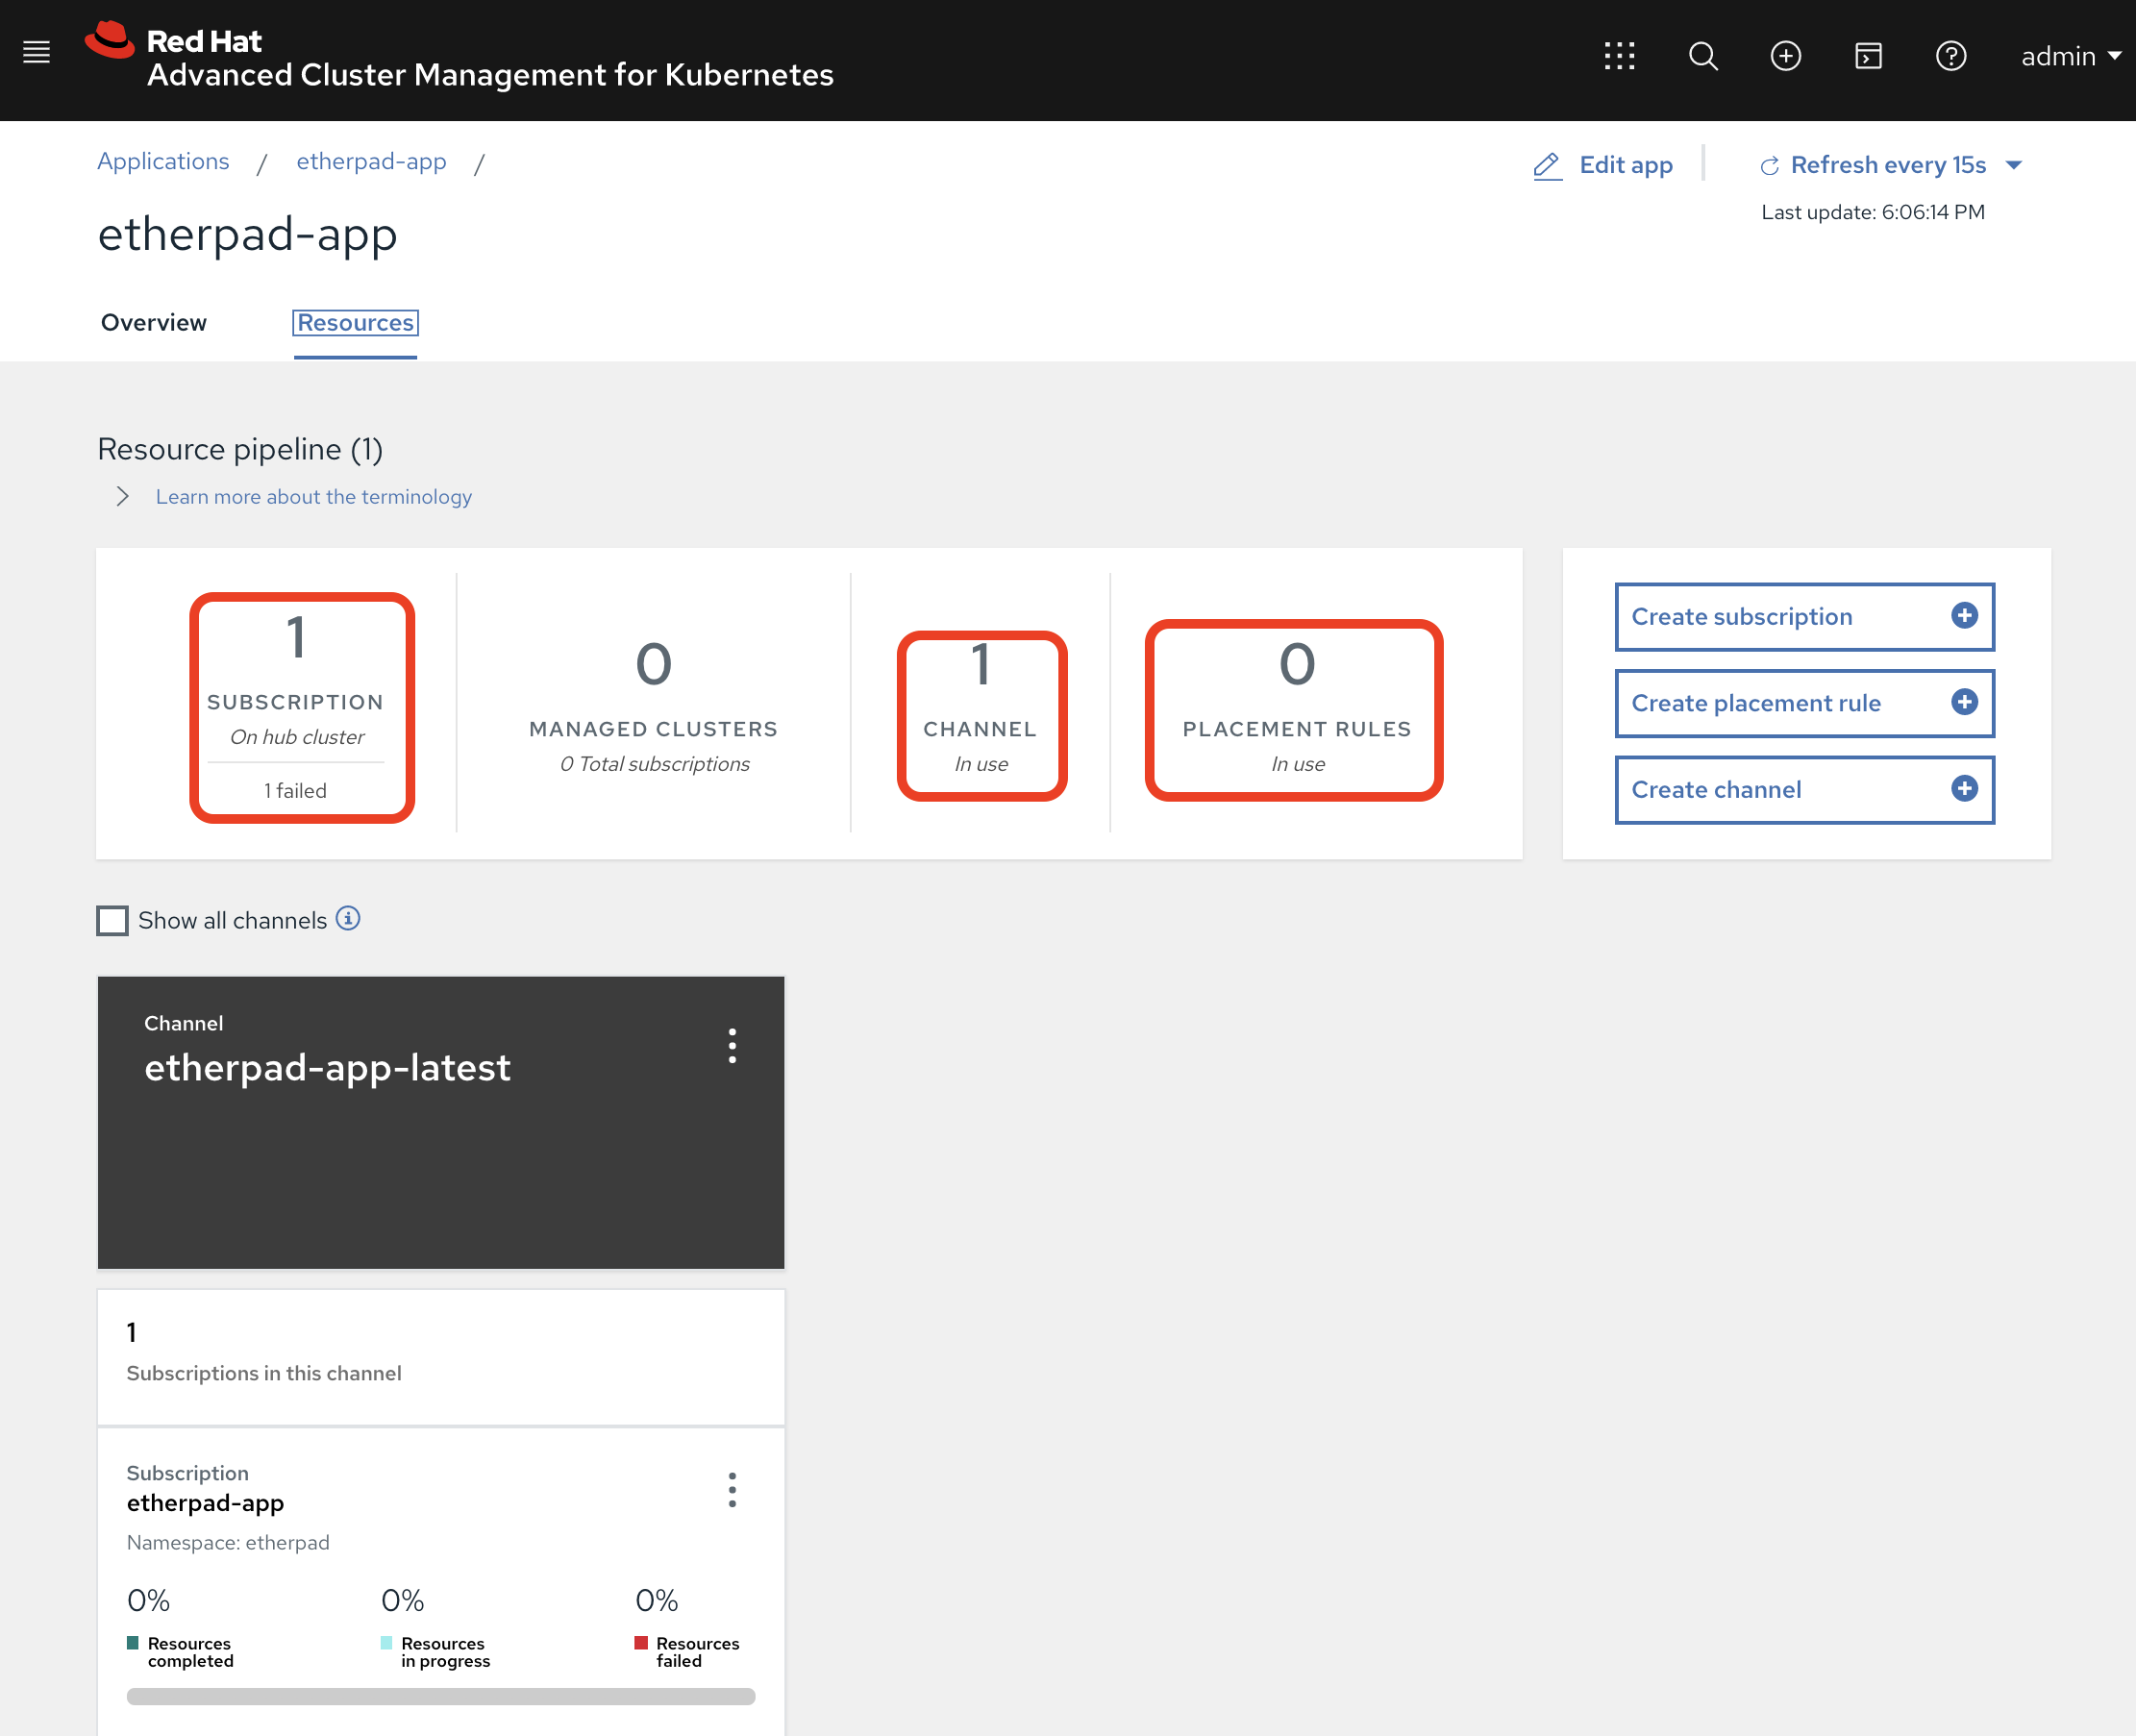 Red Hat
Advanced Cluster Management for Kubernetes
admin
Applications / etherpad-app /
Edit app
Refresh every 15s
Last update: 6:06:14 PM
etherpad-app
Overview
Resources
Resource pipeline (1)
Learn more about the terminology
1
SUBSCRIPTION
On hub cluster
1 failed
0
MANAGED CLUSTERS
0 Total subscriptions
1
CHANNEL
In use
0
PLACEMENT RULES
In use
Create subscription
Create placement rule
Create channel
Show all channels
Channel
etherpad-app-latest
1
Subscriptions in this channel
Subscription
etherpad-app
Namespace: etherpad
0%
Resources
completed
0%
Resources
in progress
0%
Resources
failed